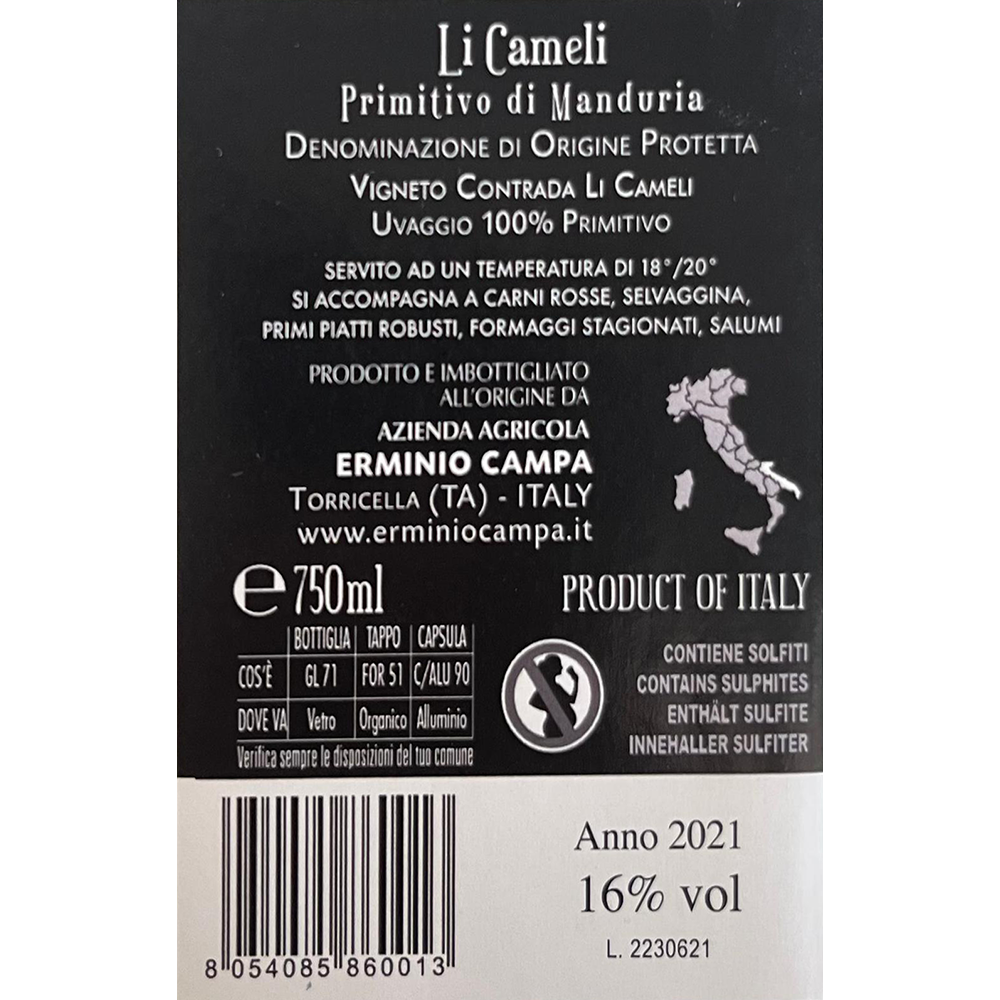 Li Cameli
Primitivo di Manduria
DENOMINAZIONE DI ORIGINE PROTETTA
VIGNETO CONTRADA LI CAMELI
UVAGGIO 100% PRIMITIVO
SERVITO AD UN TEMPERATURA DI 18°/20°
SI ACCOMPAGNA A CARNI ROSSE, SELVAGGINA,
PRIMI PIATTI ROBUSTI, FORMAGGI STAGIONATI, SALUMI
PRODOTTO E IMBOTTIGLIATO
ALL'ORIGINE DA
AZIENDA AGRICOLA
ERMINIO CAMPA
TORRICELLA (TA) - ITALY
www.erminiocampa.it
e 750ml
PRODUCT OF ITALY
BOTTIGLIA TAPPO CAPSULA
COS'È GL 71 FOR 51 C/ALU 90
DOVE VA Vetro Organico Alluminio
Verifica sempre le disposizioni del tuo comune
CONTIENE SOLFITI
CONTAINS SULPHITES
ENTHÄLT SULFITE
INNEHALLER SULFITER
Anno 2021
16% vol
L. 2230621
8 054085 860013